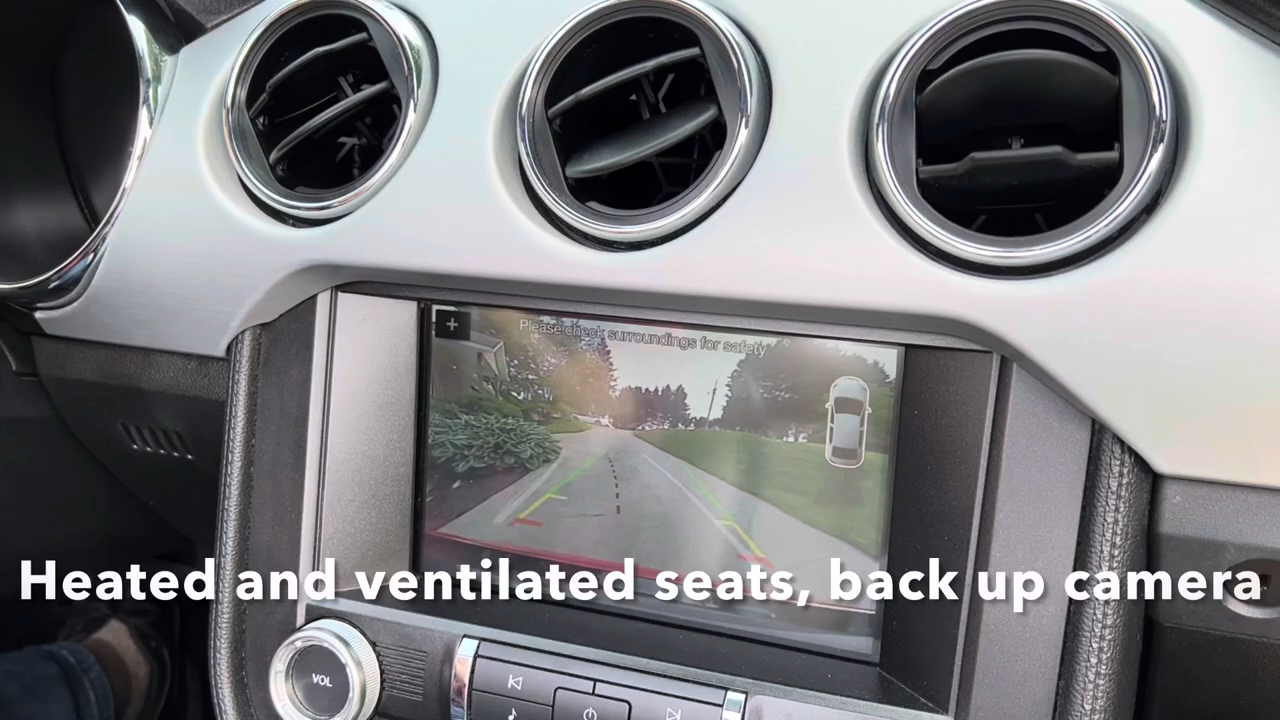 +
Please check surroundings for safety
Heated and ventilated seats, back up camera
VOL